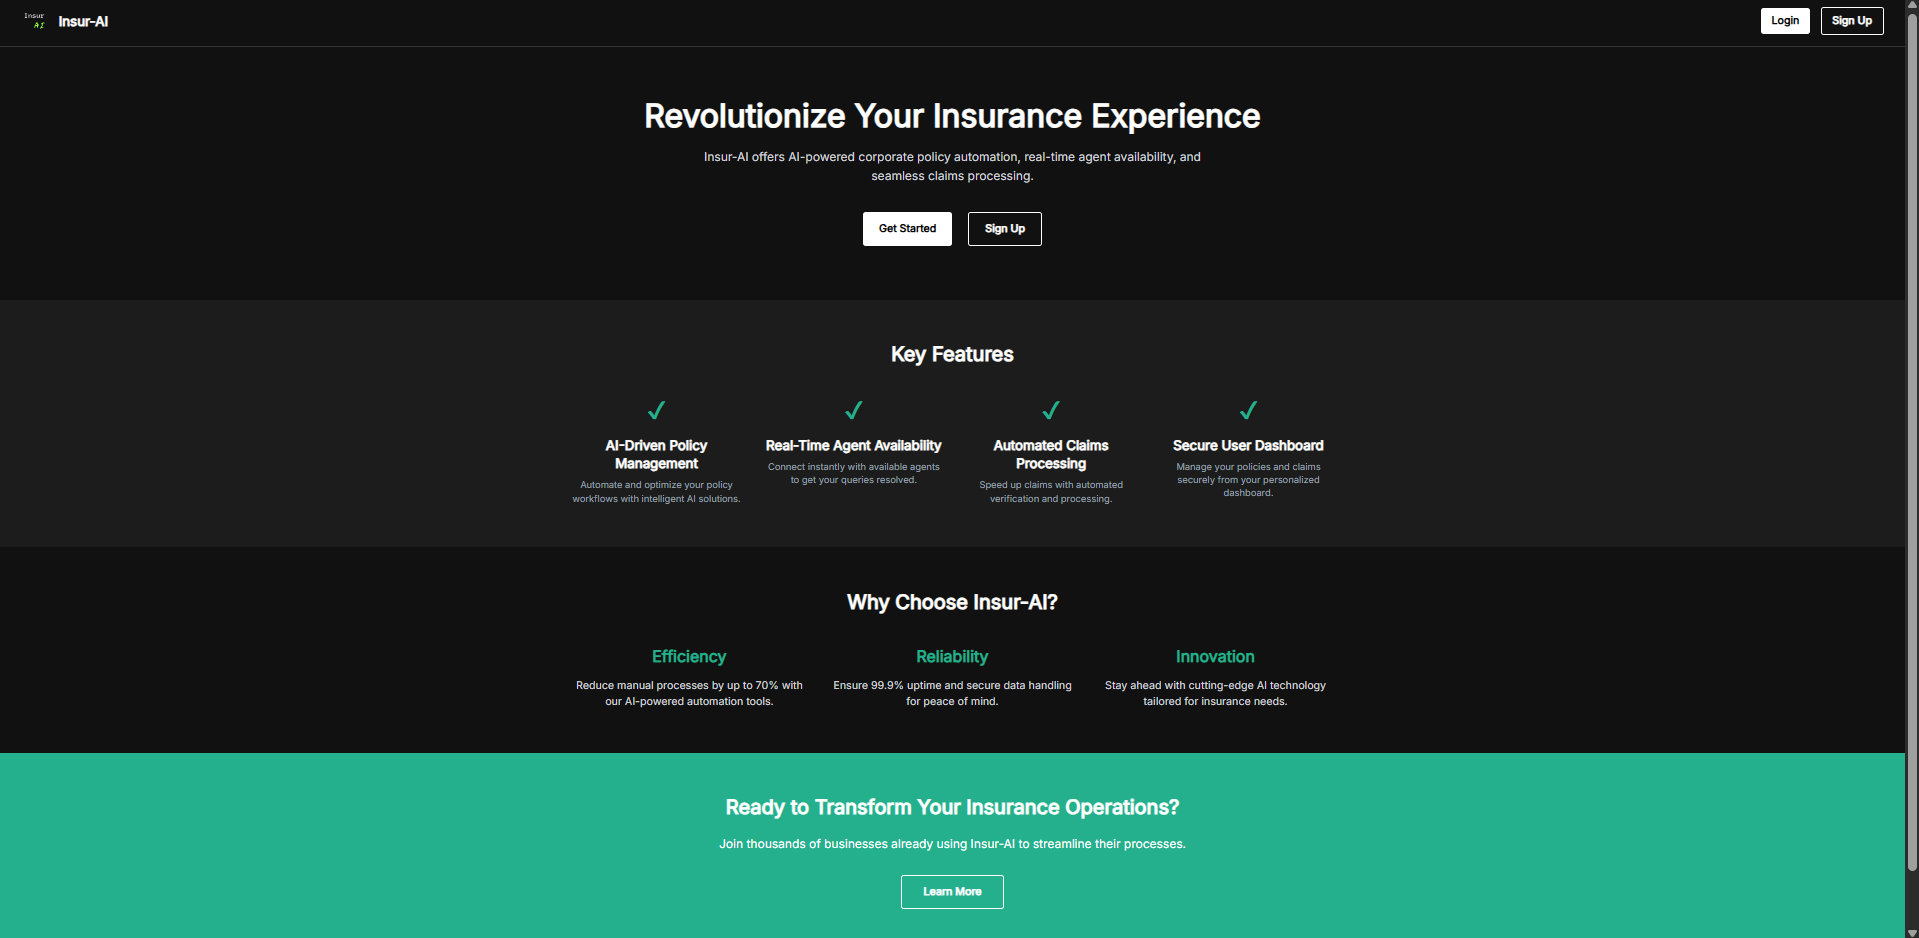 Insur
AI
Insur-AI
Login
Sign Up
Revolutionize Your Insurance Experience
Insur-AI offers AI-powered corporate policy automation, real-time agent availability, and
seamless claims processing.
Get Started
Sign Up
Key Features
AI-Driven Policy
Management
Automate and optimize your policy
workflows with intelligent AI solutions.
Real-Time Agent Availability
Connect instantly with available agents
to get your queries resolved.
Automated Claims
Processing
Speed up claims with automated
verification and processing.
Secure User Dashboard
Manage your policies and claims
securely from your personalized
dashboard.
Why Choose Insur-AI?
Efficiency
Reduce manual processes by up to 70% with
our AI-powered automation tools.
Reliability
Ensure 99.9% uptime and secure data handling
for peace of mind.
Innovation
Stay ahead with cutting-edge AI technology
tailored for insurance needs.
Ready to Transform Your Insurance Operations?
Join thousands of businesses already using Insur-AI to streamline their processes.
Learn More